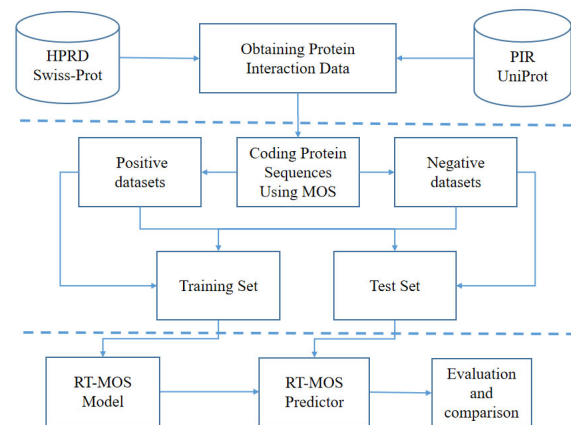 HPRD
Swiss-Prot
Obtaining Protein
Interaction Data
PIR
UniProt
Positive
datasets
Coding Protein
Sequences
Using MOS
Negative
datasets
Training Set
Test Set
RT-MOS
Model
RT-MOS
Predictor
Evaluation
and
comparison